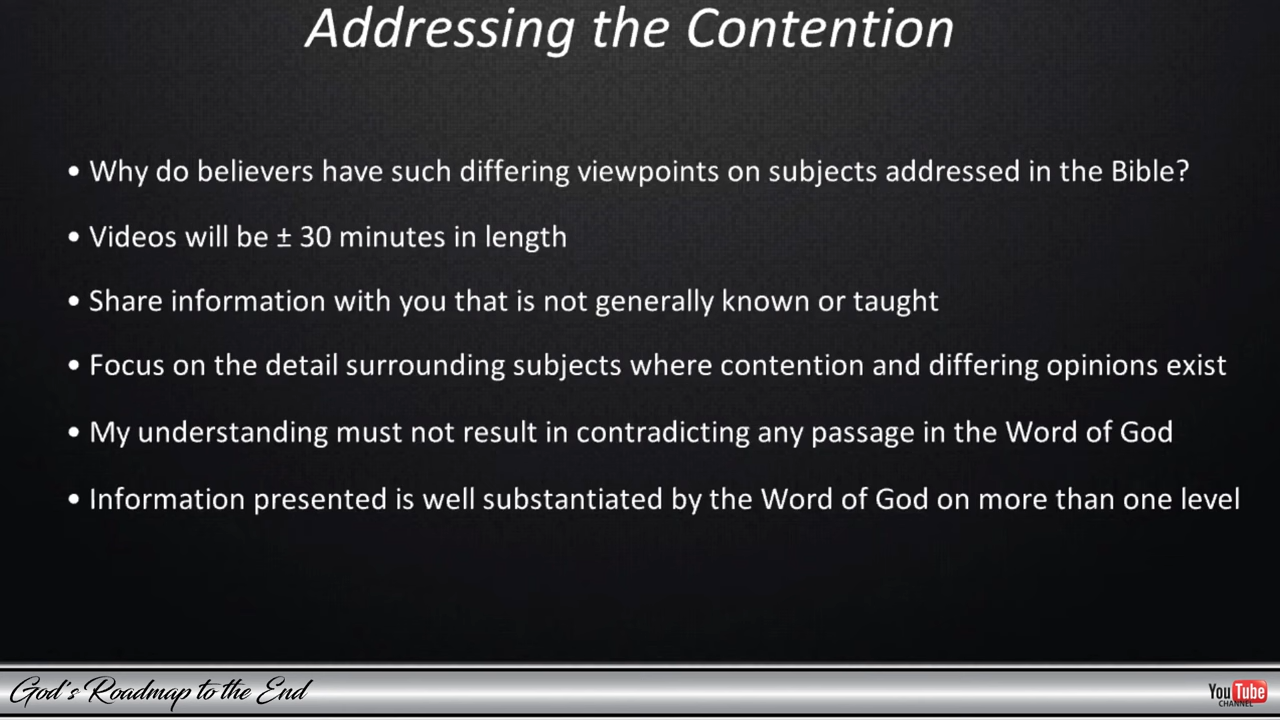 Addressing the Contention
• Why do believers have such differing viewpoints on subjects addressed in the Bible?
• Videos will be ± 30 minutes in length
• Share information with you that is not generally known or taught
• Focus on the detail surrounding subjects where contention and differing opinions exist
• My understanding must not result in contradicting any passage in the Word of God
• Information presented is well substantiated by the Word of God on more than one level
God's Roadmap to the End
YouTube
CHANNEL